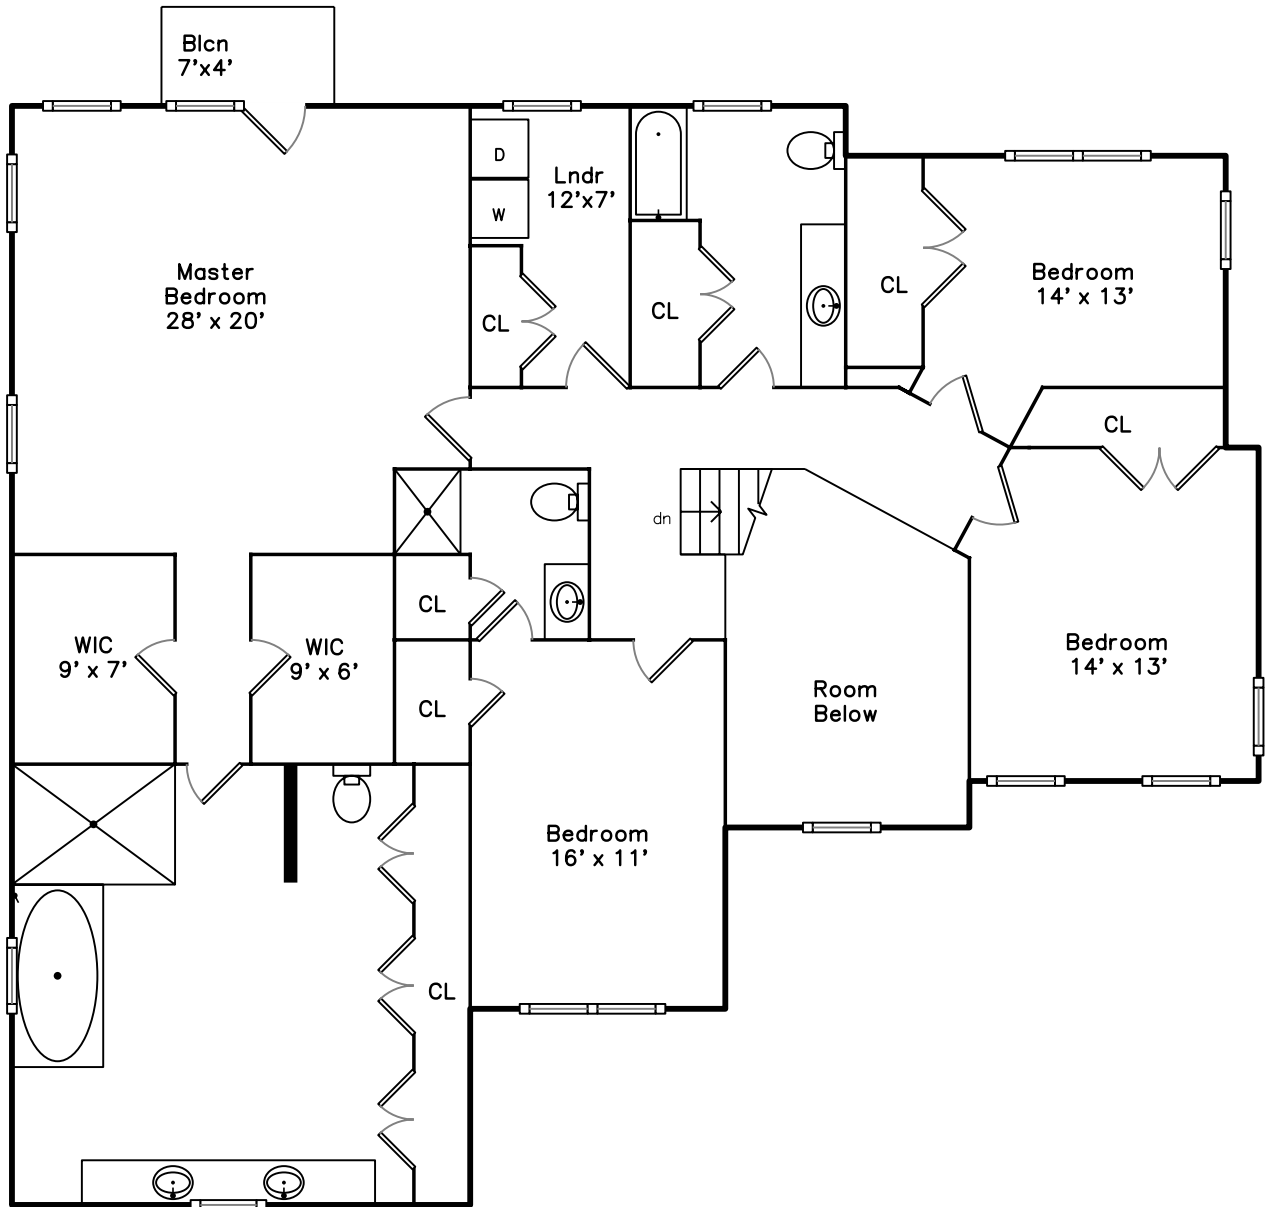 Blcn
7'x4'
D
W
Lndr
12'x7'
Master
Bedroom
28' x 20'
CL
CL
CL
Bedroom
14' x 13'
CL
dn
CL
WIC
9' x 7'
WIC
9' x 6'
CL
Room
Below
Bedroom
14' x 13'
Bedroom
16' x 11'
CL